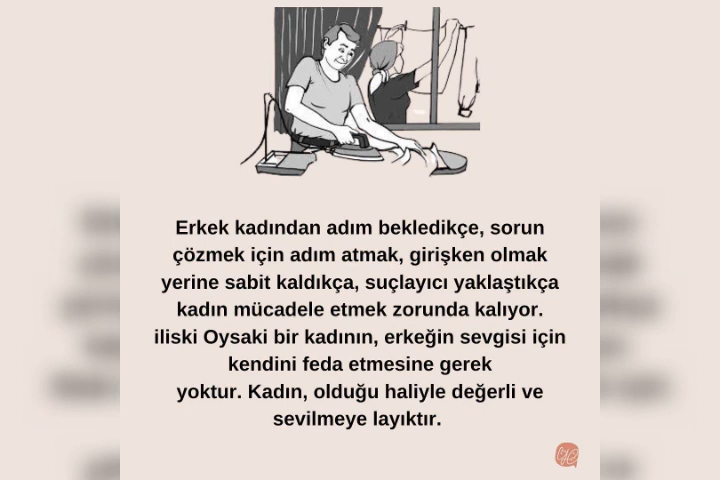 Erkek kadından adım bekledikçe, sorun
çözmek için adım atmak, girişken olmak
yerine sabit kaldıkça, suçlayıcı yaklaştıkça
kadın mücadele etmek zorunda kalıyor.
iliski Oysaki bir kadının, erkeğin sevgisi için
kendini feda etmesine gerek
yoktur. Kadın, olduğu haliyle değerli ve
sevilmeye layıktır.